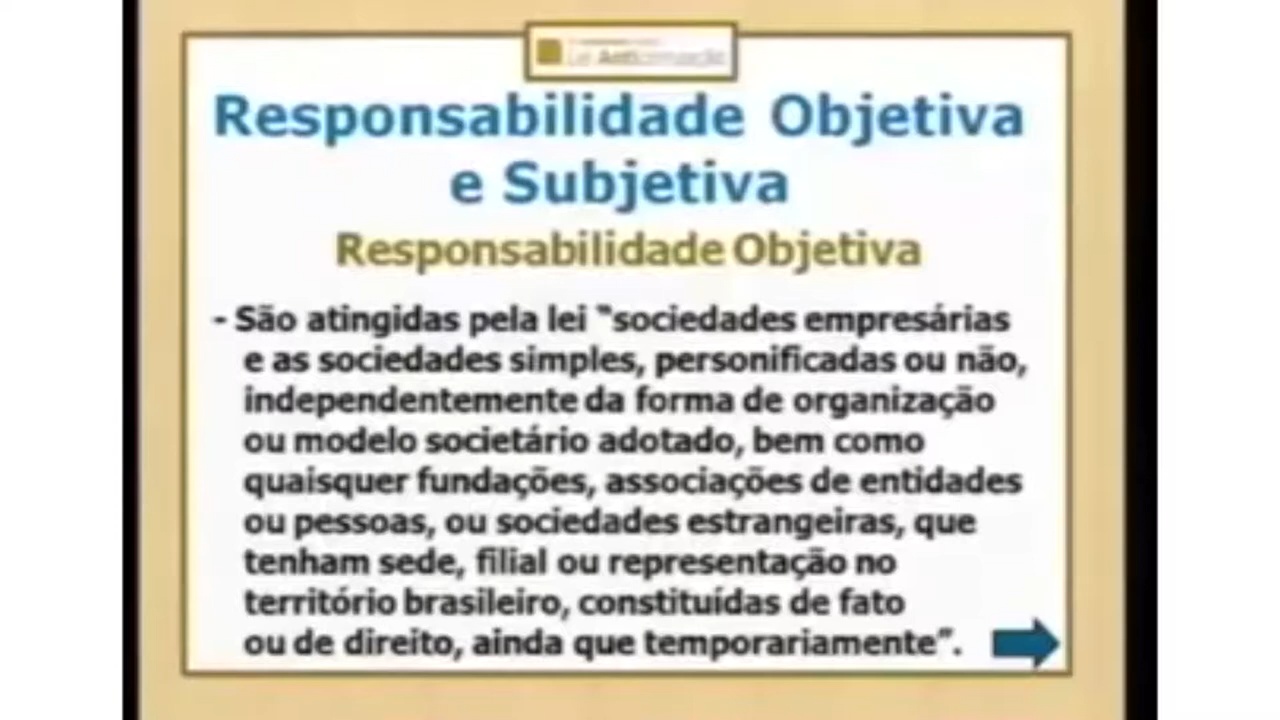 Responsabilidade Objetiva
e Subjetiva
Responsabilidade Objetiva
- São atingidas pela lei “sociedades empresárias
e as sociedades simples, personificadas ou não,
independentemente da forma de organização
ou modelo societário adotado, bem como
quaisquer fundações, associações de entidades
ou pessoas, ou sociedades estrangeiras, que
tenham sede, filial ou representação no
território brasileiro, constituídas de fato
ou de direito, ainda que temporariamente”.